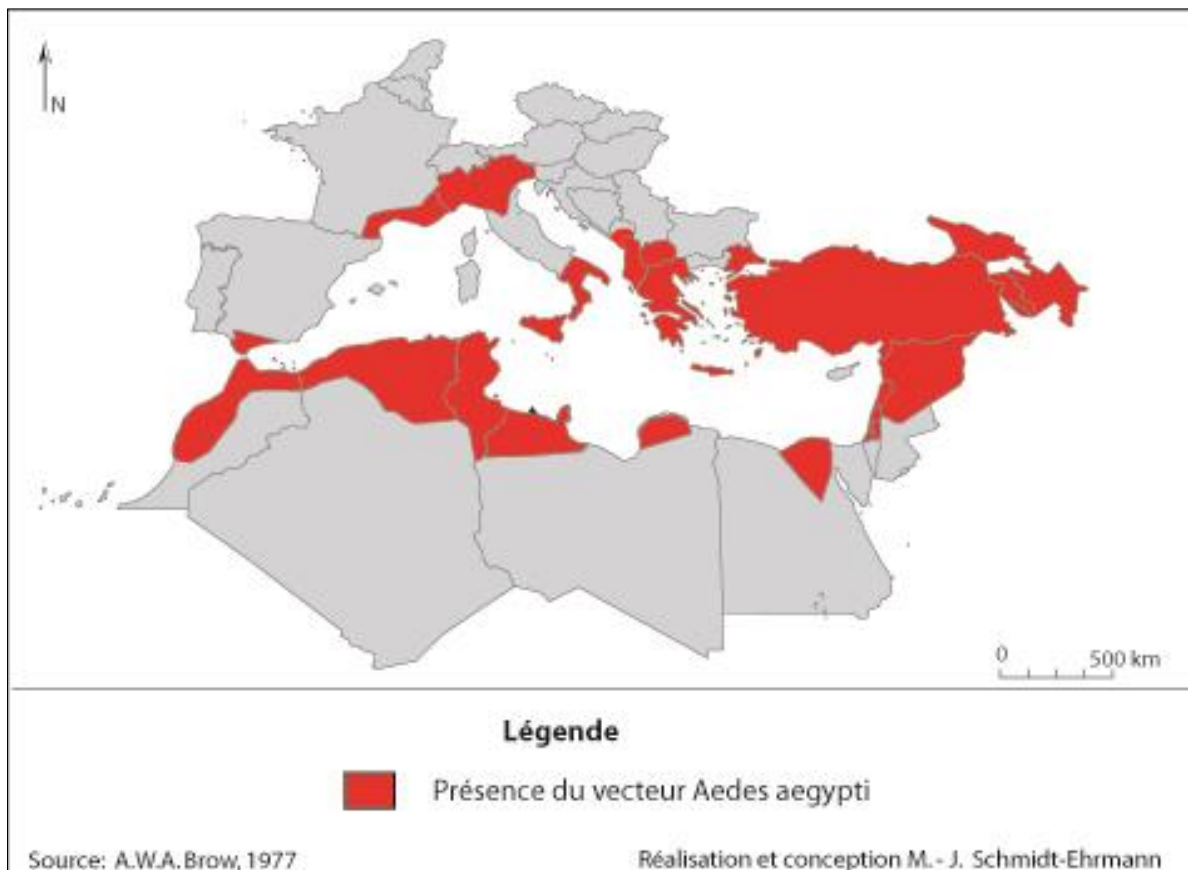 N
0 500 km
Légende
Présence du vecteur Aedes aegypti
Source: A.W.A. Brow, 1977
Réalisation et conception M. - J. Schmidt-Ehrmann